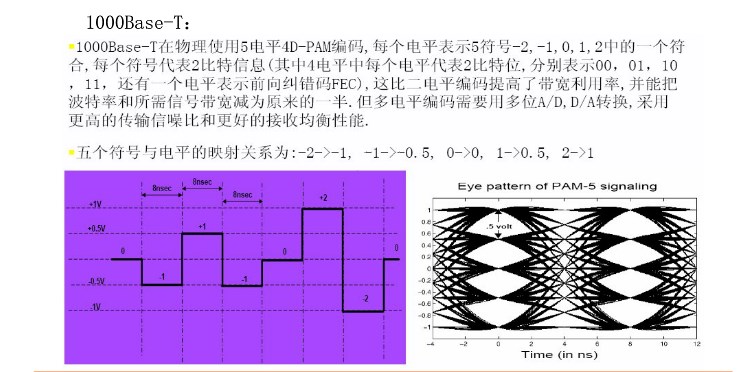 1000Base-T:
1000Base-T在物理使用5电平4D-PAM编码,每个电平表示5符号-2,-1,0,1,2中的一个符
合,每个符号代表2比特信息(其中4电平中每个电平代表2比特位,分别表示00, 01, 10
, 11, 还有一个电平表示前向纠错码FEC),这比二电平编码提高了带宽利用率,并能把
波特率和所需信号带宽减为原来的一半.但多电平编码需要用多位A/D,D/A转换,采用
更高的传输信噪比和更好的接收均衡性能.
五个符号与电平的映射关系为:-2->-1, -1->-0.5, 0->0, 1->0.5, 2->1
8nsec 8nsec 8nsec
+1V
+0.5V
-0.5V
-1V
0 -1 +1 -1 0 +2 -2 0
Eye pattern of PAM-5 signaling
.5 volt
1
0.8
0.6
0.4
0.2
0
-0.2
-0.4
-0.6
-0.8
-1
-4 -2 0 2 4 6 8 10 12
Time (in ns)